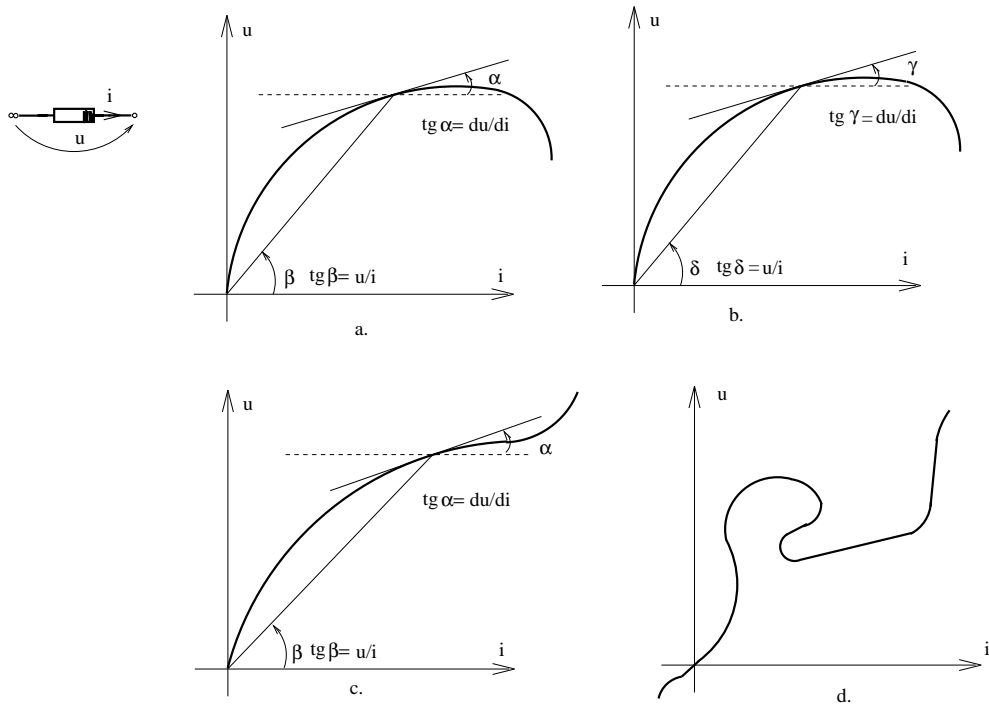 i
u
u
α
tg α= du/di
β tg β= u/i
i
a.
u
γ
tg γ = du/di
δ tg δ = u/i
i
b.
u
α
tg α= du/di
β tg β= u/i
i
c.
u
i
d.